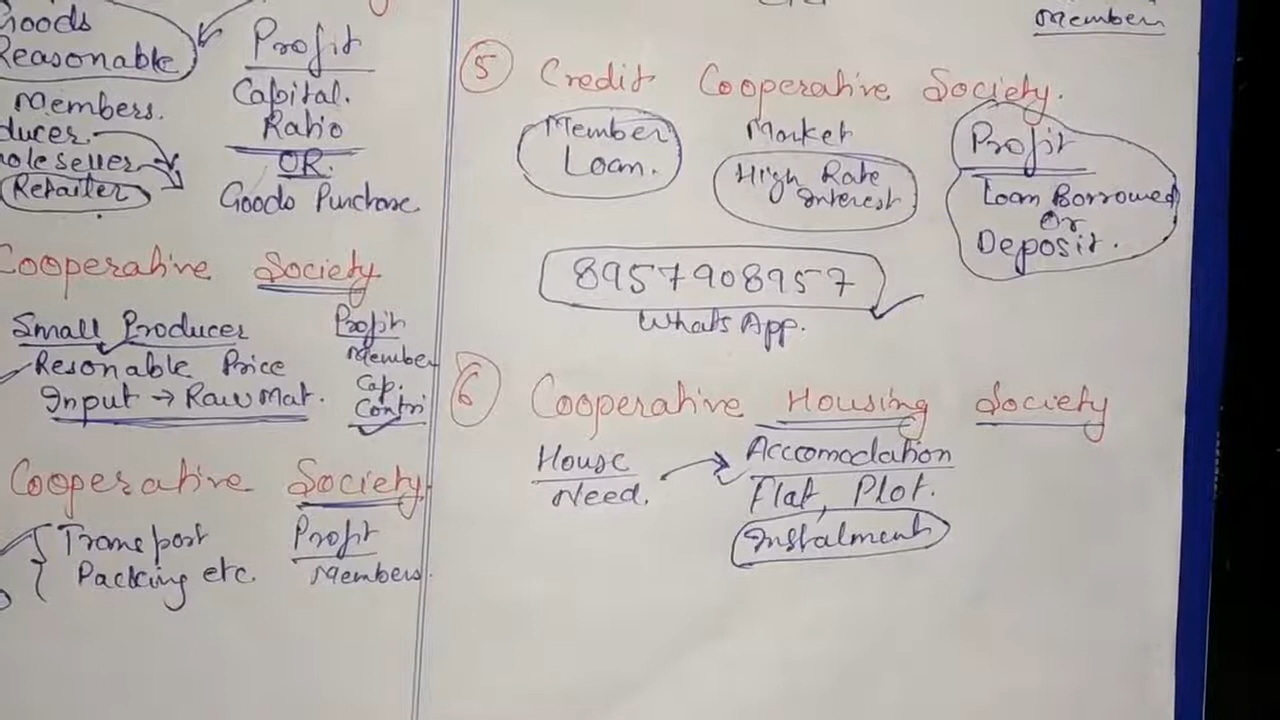 Goods
Reasonable
Members.
Profit
Capital.
Ratio
OR.
Goods Purchase
Retailer
Cooperative Society
Small Producer
Resonable Price
Input → Raw Mat.
Profit
Member
Cap.
Contri
Cooperative Society
Transport
Packing etc.
Profit
Members.
Member
5 Credit Cooperative Society.
Member
Loan.
Market
High Rate
Interest
Profit
Loan Borrowed
Or
Deposit.
8957908957
WhatsApp.
6 Cooperative Housing Society
House
Need.
Accomodation
Flat, Plot.
Instalment